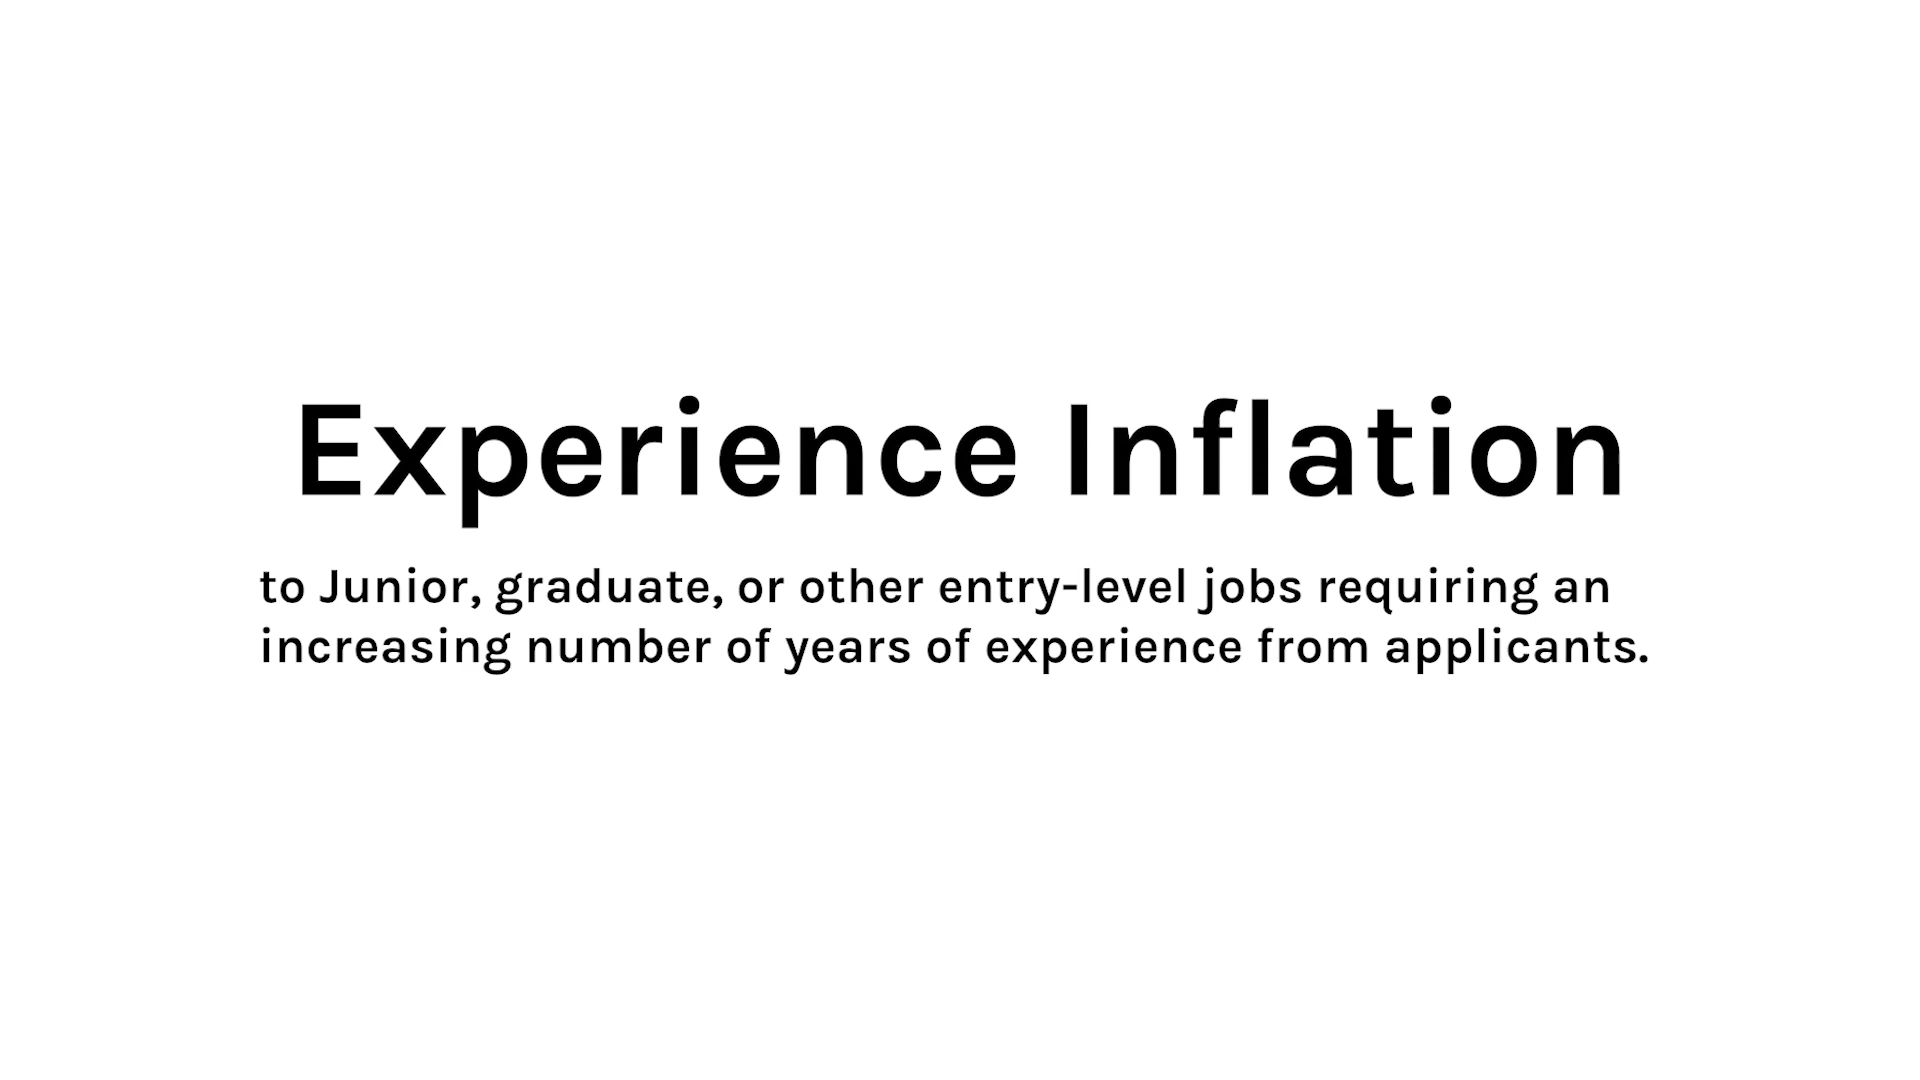 Experience Inflation
to Junior, graduate, or other entry-level jobs requiring an
increasing number of years of experience from applicants.